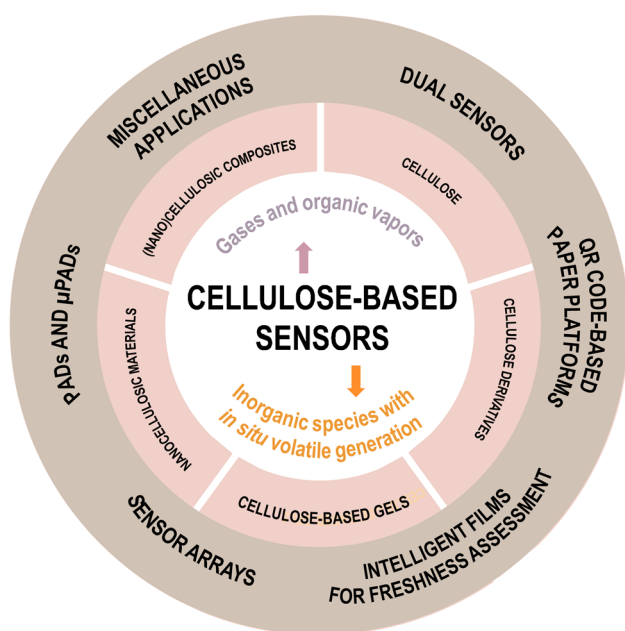 MISCELLANEOUS
APPLICATIONS
DUAL SENSORS
(NANO)CELLULOSIC COMPOSITES
CELLULOSE
Gases and organic vapors
QR CODE-BASED
PAPER PLATFORMS
PADs AND µPADs
CELLULOSE-BASED
SENSORS
NANOCELLULOSIC MATERIALS
CELLULOSE DERIVATIVES
Inorganic species with
in situ volatile generation
CELLULOSE-BASED GELS
SENSOR ARRAYS
INTELLIGENT FILMS
FOR FRESHNESS ASSESSMENT